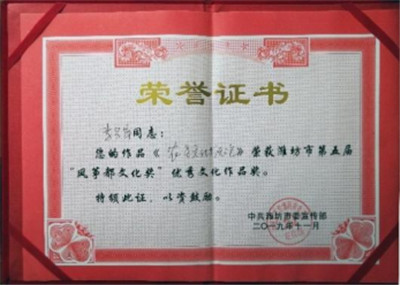 荣誉证书
同志：
您的作品《》荣获潍坊市第五届
“风筝都文化奖”优秀文化作品奖。
特颁此证，以资鼓励。
中共潍坊市委宣传部
二〇一九年十一月